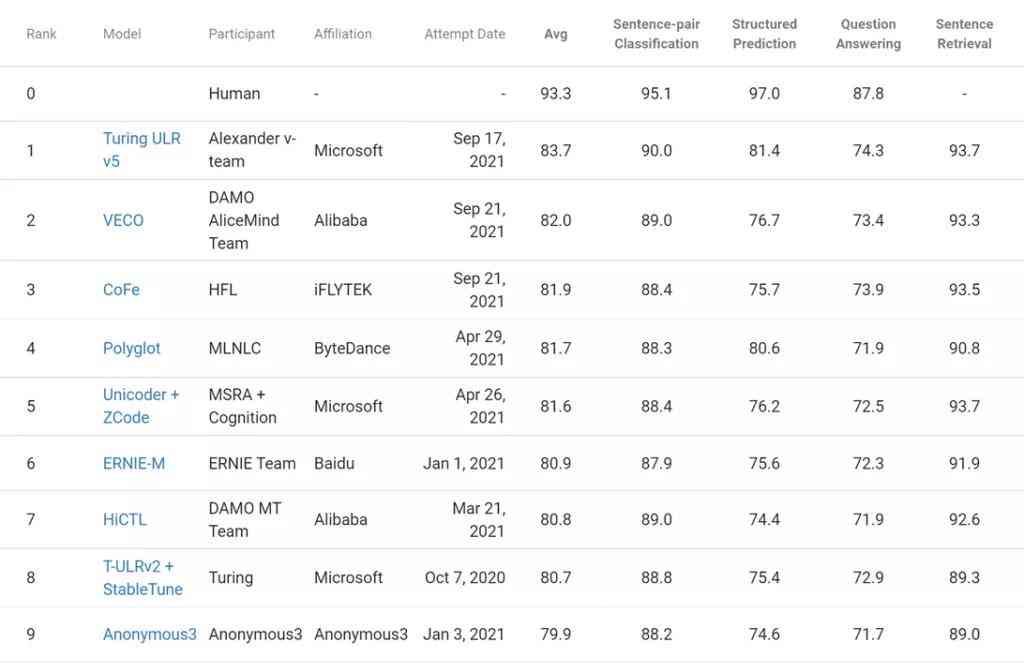 Rank Model Participant Affiliation Attempt Date Avg Sentence-pair Classification Structured Prediction Question Answering Sentence Retrieval
0 Human - - 93.3 95.1 97.0 87.8 -
1 Turing ULR v5 Alexander v-team Microsoft Sep 17, 2021 83.7 90.0 81.4 74.3 93.7
2 VECO DAMO AliceMind Team Alibaba Sep 21, 2021 82.0 89.0 76.7 73.4 93.3
3 CoFe HFL iFLYTEK Sep 21, 2021 81.9 88.4 75.7 73.9 93.5
4 Polyglot MLNLC ByteDance Apr 29, 2021 81.7 88.3 80.6 71.9 90.8
5 Unicoder + ZCode MSRA + Cognition Microsoft Apr 26, 2021 81.6 88.4 76.2 72.5 93.7
6 ERNIE-M ERNIE Team Baidu Jan 1, 2021 80.9 87.9 75.6 72.3 91.9
7 HiCTL DAMO MT Team Alibaba Mar 21, 2021 80.8 89.0 74.4 71.9 92.6
8 T-ULRv2 + StableTune Turing Microsoft Oct 7, 2020 80.7 88.8 75.4 72.9 89.3
9 Anonymous3 Anonymous3 Anonymous3 Jan 3, 2021 79.9 88.2 74.6 71.7 89.0